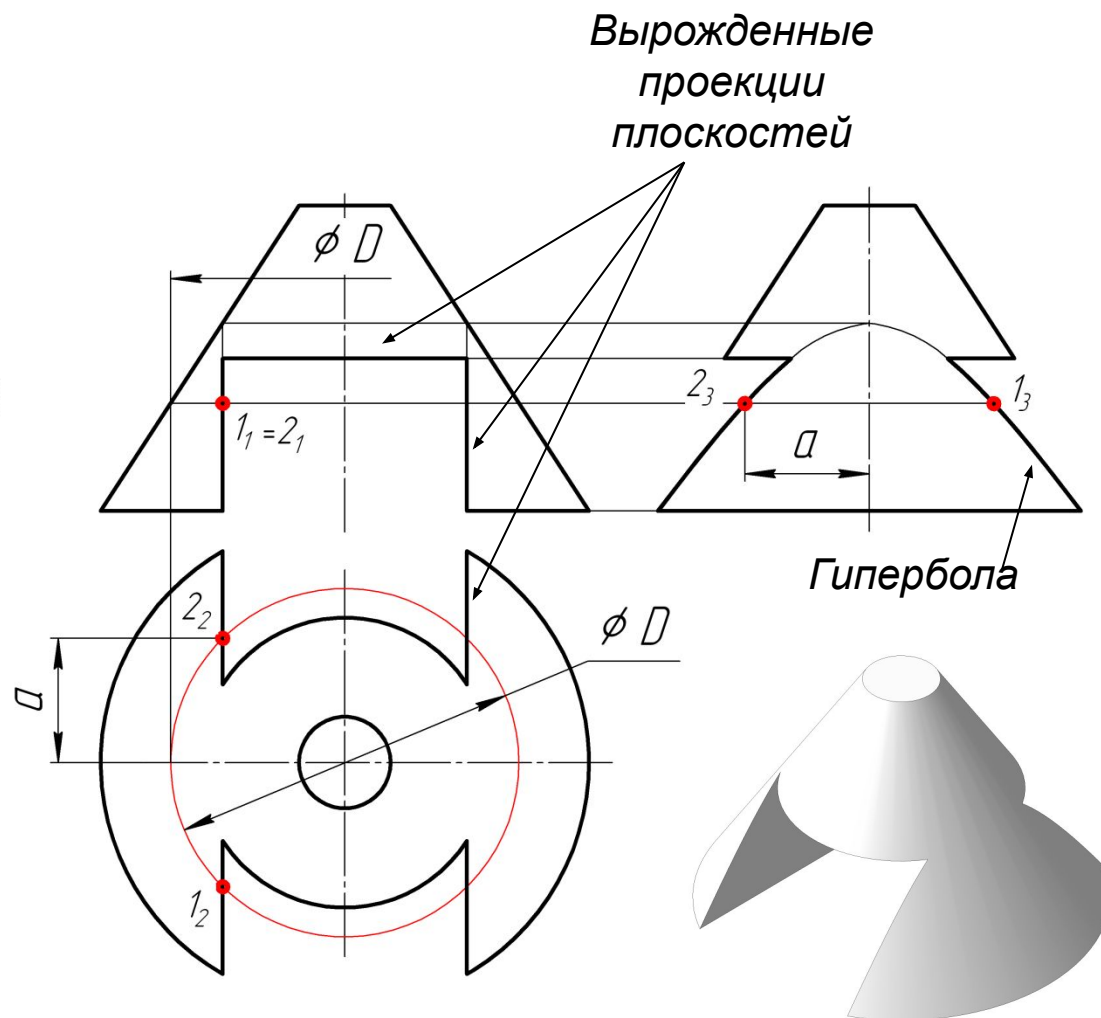 Вырожденные
проекции
плоскостей
ϕ D
1₁ = 2₁
2₃
1₃
a
Гипербола
2₂
ϕ D
a
1₂